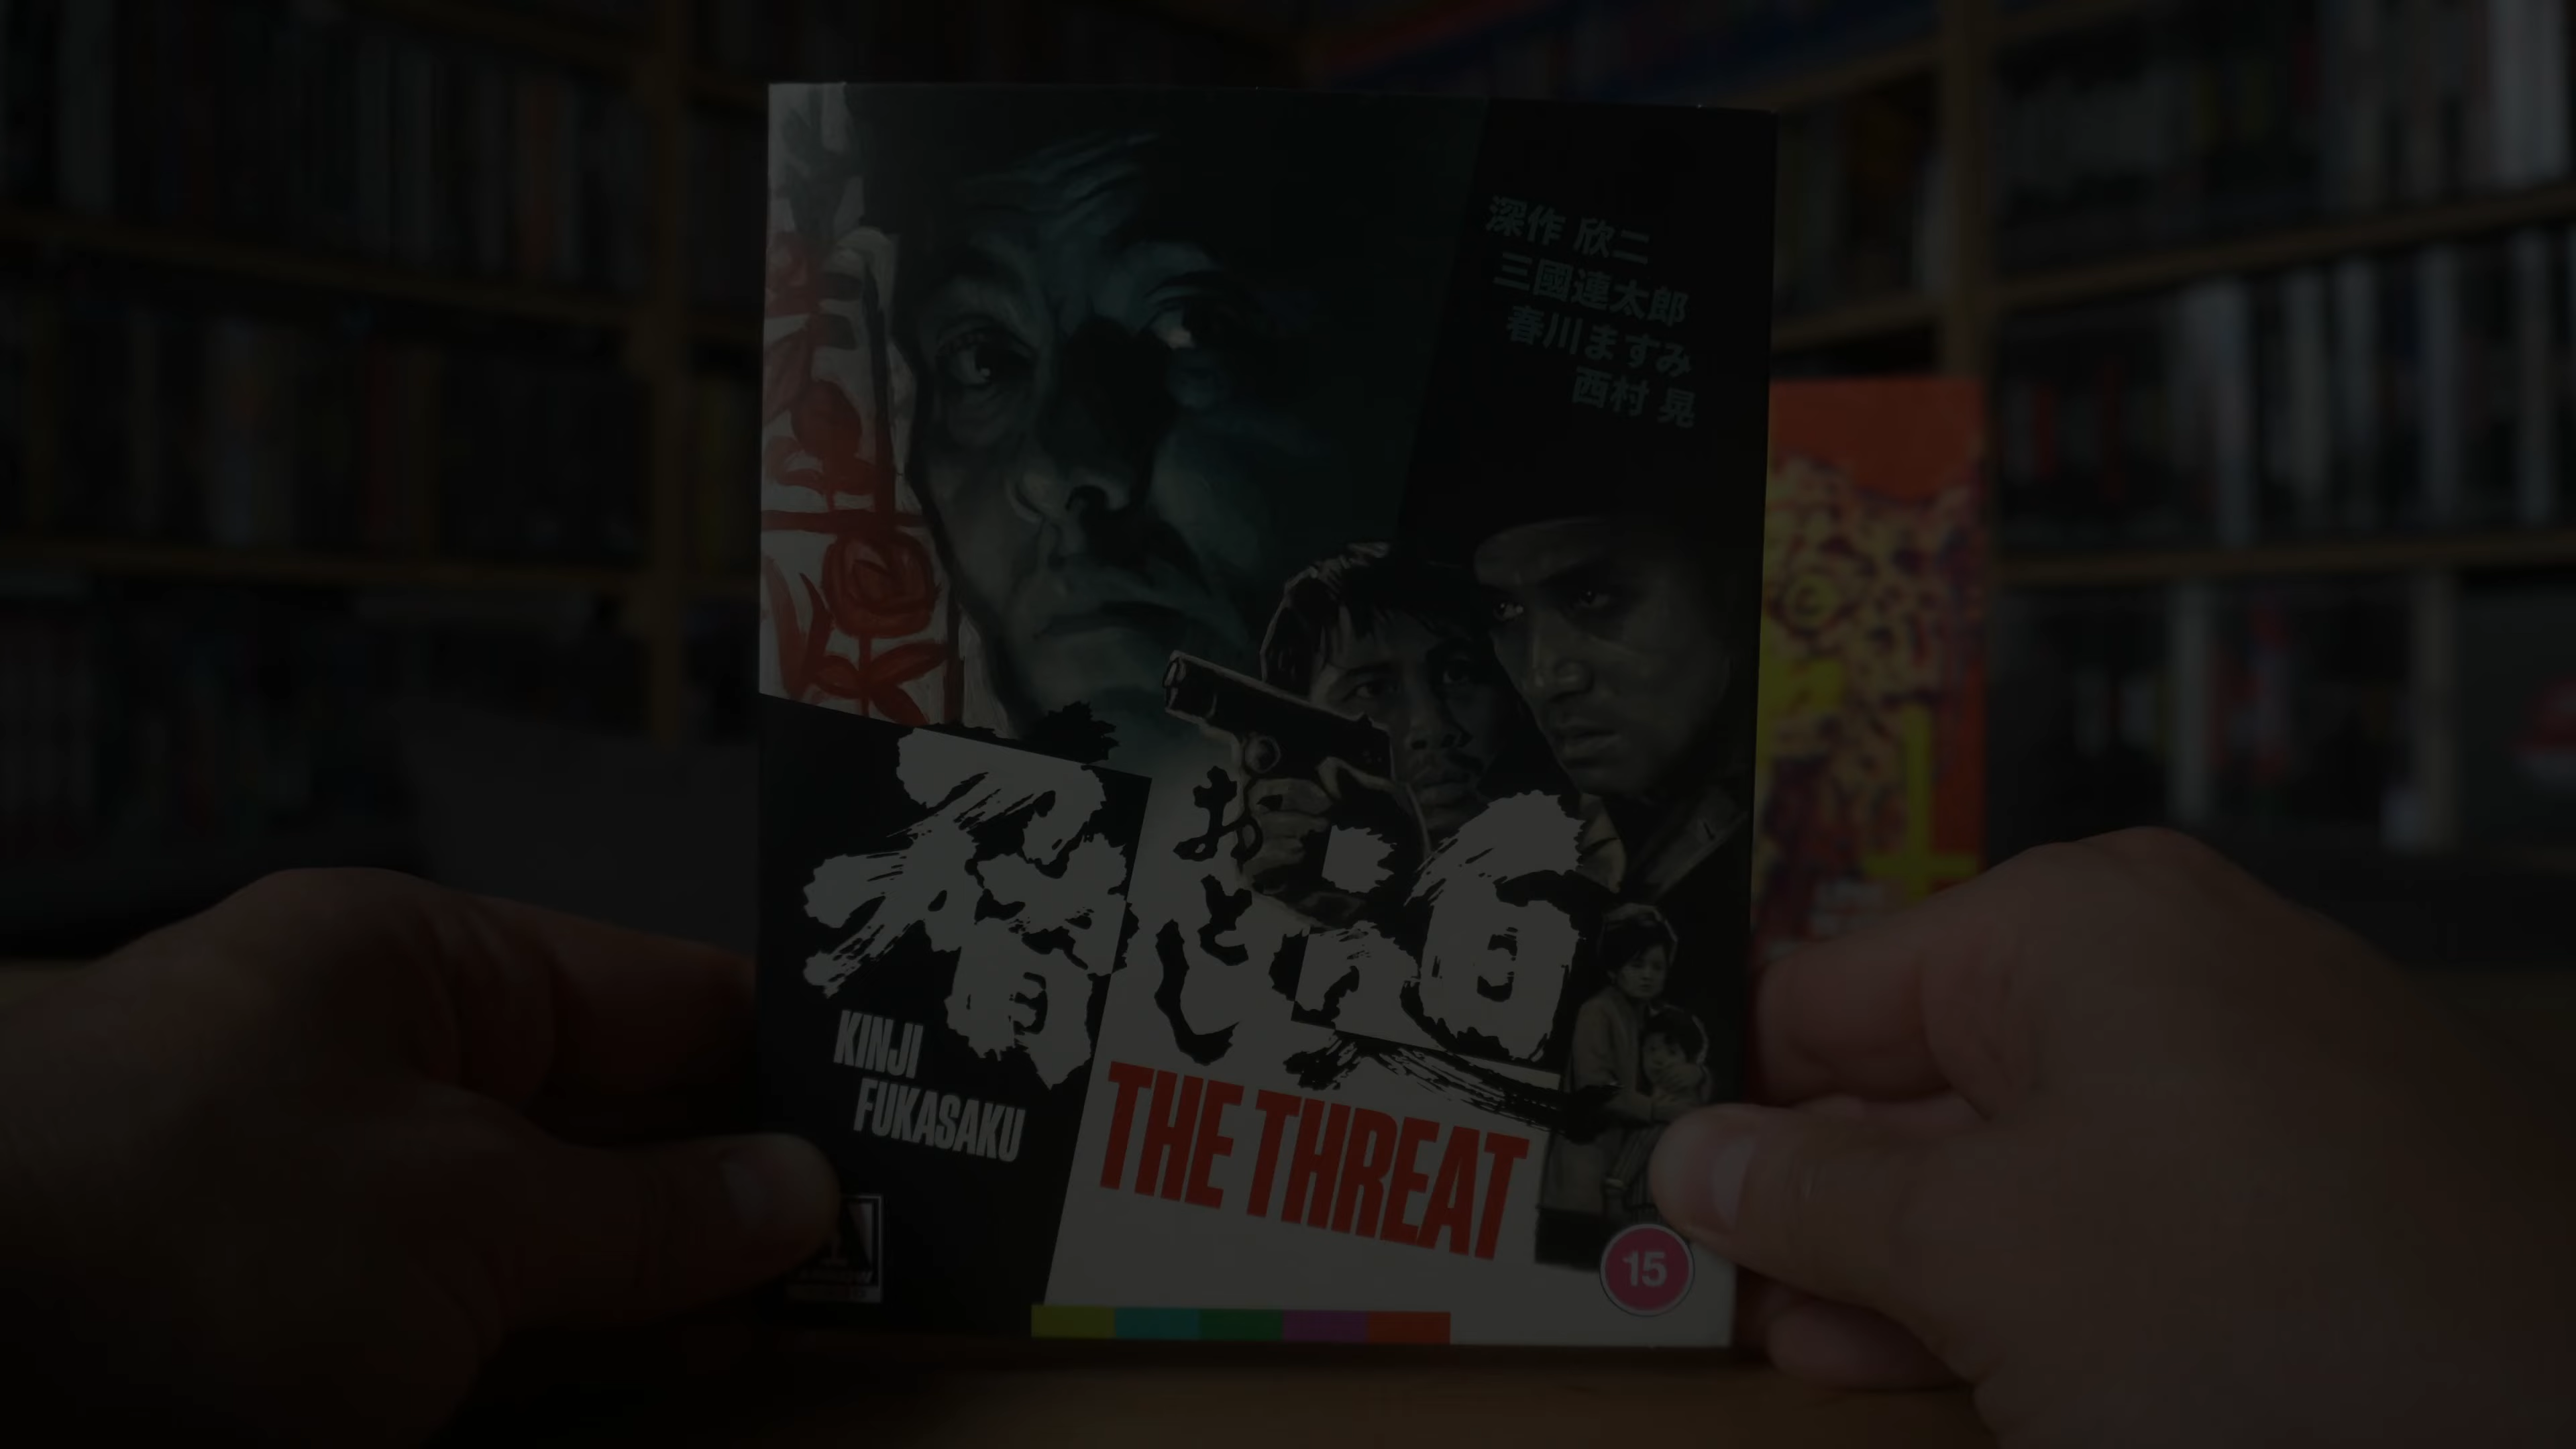 深作 欣二
三國連太郎
春川ますみ
西村 晃
脅迫
おどし
KINJI
FUKASAKU
THE THREAT
15